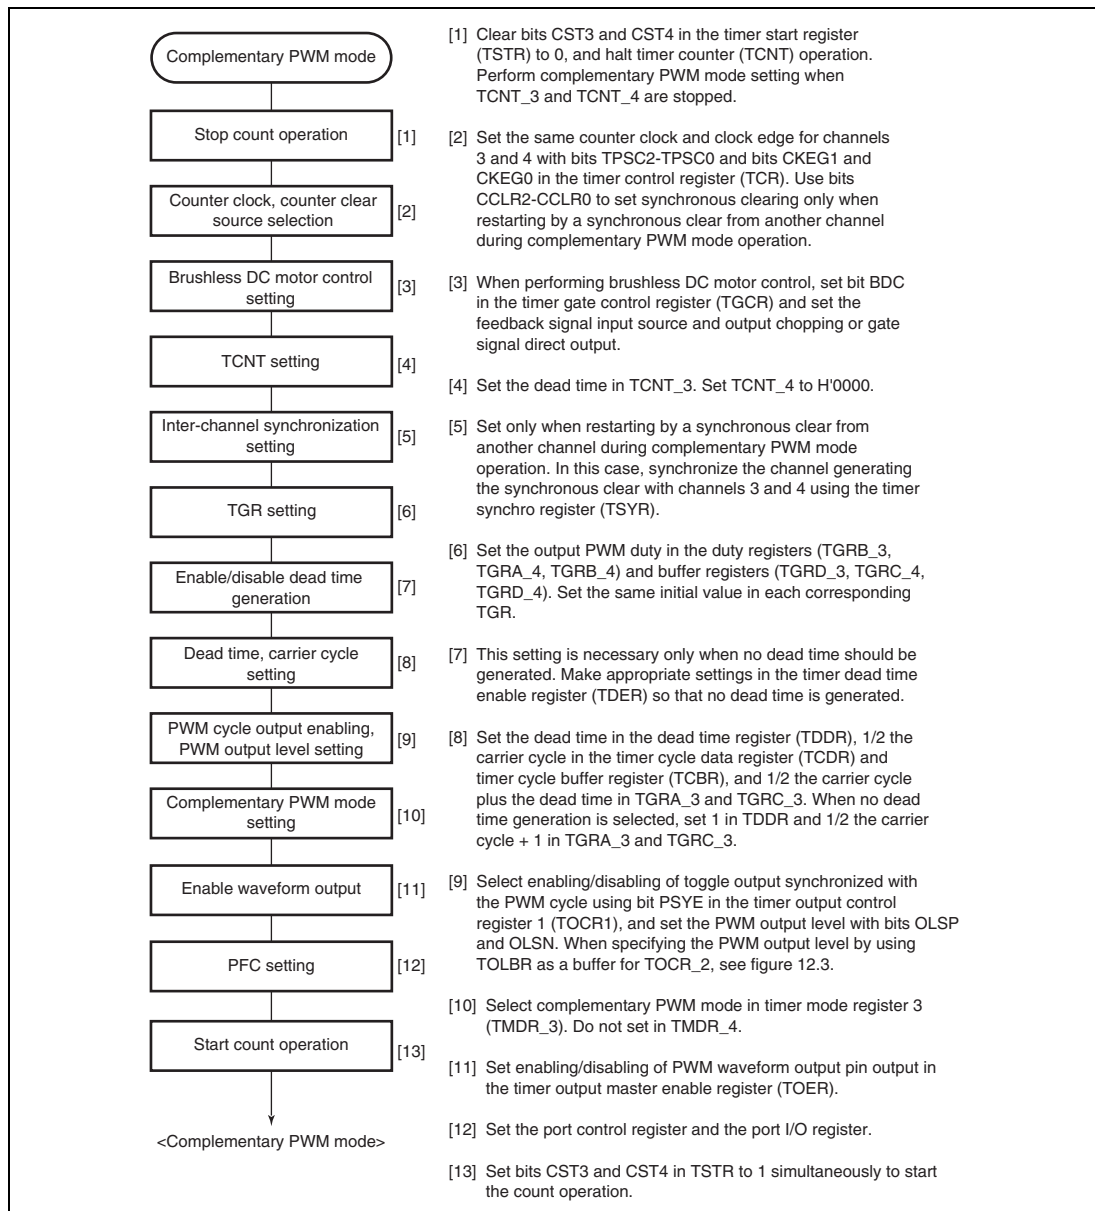 Complementary PWM mode
Stop count operation
[1]
Counter clock, counter clear
source selection
[2]
Brushless DC motor control
setting
[3]
TCNT setting
[4]
Inter-channel synchronization
setting
[5]
TGR setting
[6]
Enable/disable dead time
generation
[7]
Dead time, carrier cycle
setting
[8]
PWM cycle output enabling,
PWM output level setting
[9]
Complementary PWM mode
setting
[10]
Enable waveform output
[11]
PFC setting
[12]
Start count operation
[13]
<Complementary PWM mode>
[1] Clear bits CST3 and CST4 in the timer start register
(TSTR) to 0, and halt timer counter (TCNT) operation.
Perform complementary PWM mode setting when
TCNT_3 and TCNT_4 are stopped.
[2] Set the same counter clock and clock edge for channels
3 and 4 with bits TPSC2-TPSC0 and bits CKEG1 and
CKEG0 in the timer control register (TCR). Use bits
CCLR2-CCLR0 to set synchronous clearing only when
restarting by a synchronous clear from another channel
during complementary PWM mode operation.
[3] When performing brushless DC motor control, set bit BDC
in the timer gate control register (TGCR) and set the
feedback signal input source and output chopping or gate
signal direct output.
[4] Set the dead time in TCNT_3. Set TCNT_4 to H'0000.
[5] Set only when restarting by a synchronous clear from
another channel during complementary PWM mode
operation. In this case, synchronize the channel generating
the synchronous clear with channels 3 and 4 using the timer
synchro register (TSYR).
[6] Set the output PWM duty in the duty registers (TGRB_3,
TGRA_4, TGRB_4) and buffer registers (TGRD_3, TGRC_4,
TGRD_4). Set the same initial value in each corresponding
TGR.
[7] This setting is necessary only when no dead time should be
generated. Make appropriate settings in the timer dead time
enable register (TDER) so that no dead time is generated.
[8] Set the dead time in the dead time register (TDDR), 1/2 the
carrier cycle in the timer cycle data register (TCDR) and
timer cycle buffer register (TCBR), and 1/2 the carrier cycle
plus the dead time in TGRA_3 and TGRC_3. When no dead
time generation is selected, set 1 in TDDR and 1/2 the carrier
cycle + 1 in TGRA_3 and TGRC_3.
[9] Select enabling/disabling of toggle output synchronized with
the PWM cycle using bit PSYE in the timer output control
register 1 (TOCR1), and set the PWM output level with bits OLSP
and OLSN. When specifying the PWM output level by using
TOLBR as a buffer for TOCR_2, see figure 12.3.
[10] Select complementary PWM mode in timer mode register 3
(TMDR_3). Do not set in TMDR_4.
[11] Set enabling/disabling of PWM waveform output pin output in
the timer output master enable register (TOER).
[12] Set the port control register and the port I/O register.
[13] Set bits CST3 and CST4 in TSTR to 1 simultaneously to start
the count operation.